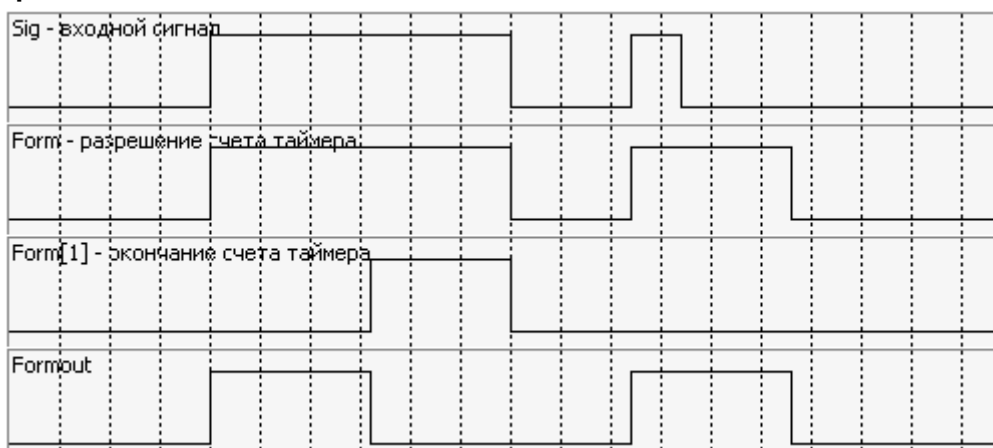 Sig - входной сигнал
Form - разрешение счета таймера
Form[1] - окончание счета таймера
Formout